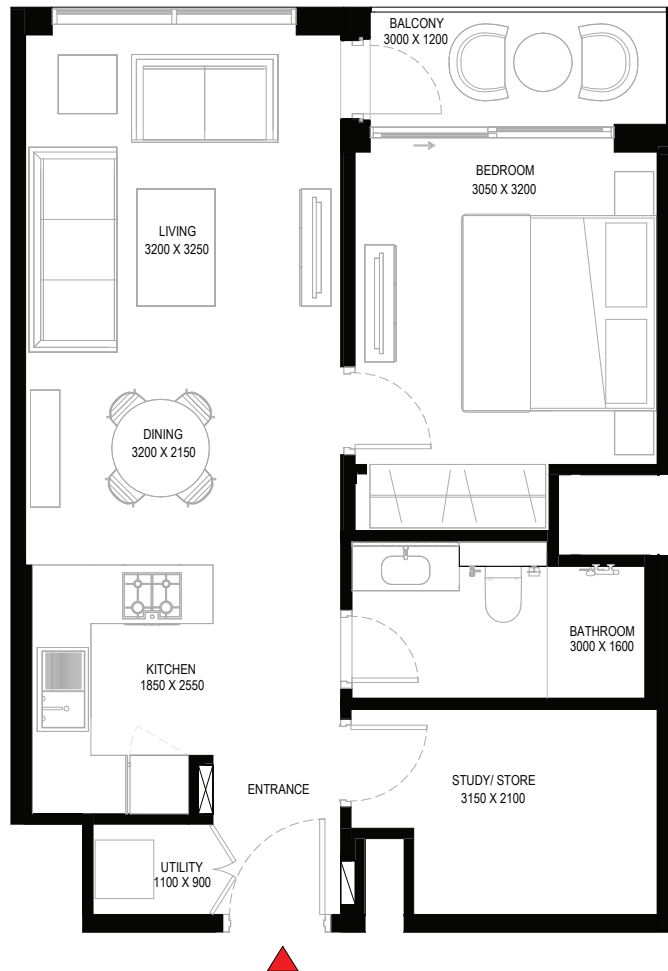 BALCONY
3000 X 1200
BEDROOM
3050 X 3200
LIVING
3200 X 3250
DINING
3200 X 2150
KITCHEN
1850 X 2550
BATHROOM
3000 X 1600
ENTRANCE
STUDY/ STORE
3150 X 2100
UTILITY
1100 X 900